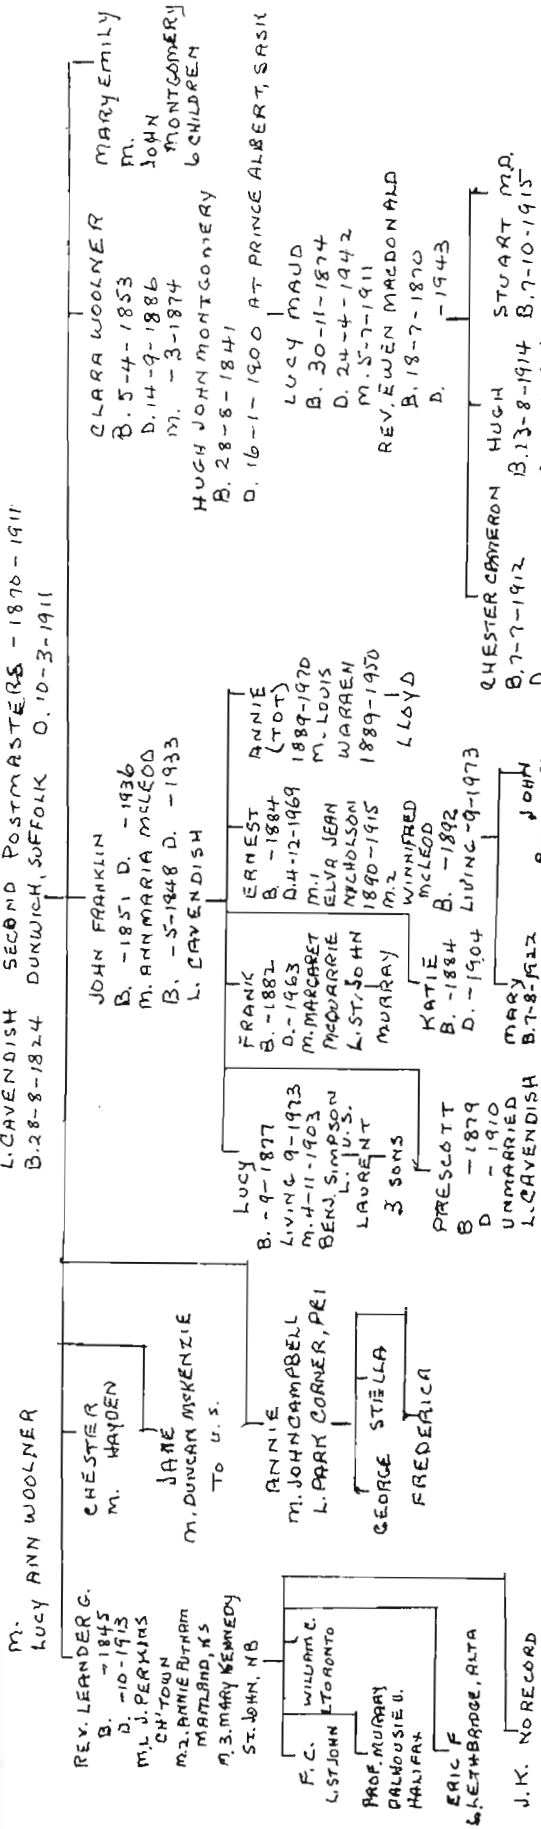 M.
LUCY ANN WOOLNER
L. CAVENDISH SECOND POSTMASTERS - 1870 - 1911
B. 28-8-1824 DUNWICH, SUFFOLK D. 10-3-1911
REV. LEANDER G.
B. -1845
D. -10-1913
M.1 J. PERKINS
CH'TOWN
M.2. ANNIE PUTNAM
MAITLAND, NS
M.3. MARY KENNEDY
ST. JOHN, NB
F. C.
L. ST JOHN
WILLIAM C.
L TORONTO
PROF. MURRAY
DALHOUSIE U.
HALIFAX
ERIC F
L. LETHBRIDGE, ALTA
J.K. NO RECORD
CHESTER
M. HAYDEN
JANE
M. DUNCAN MCKENZIE
TO U.S.
ANNIE
M. JOHN CAMPBELL
L. PARK CORNER, PEI
GEORGE STELLA
FREDERICA
JOHN FRANKLIN
B. -1851 D. -1936
M. ANN MARIA MCLEOD
B. -5-1848 D. -1933
L. CAVENDISH
LUCY
B. -9-1877
LIVING 9-1973
M. 4-11-1903
BENJ. SIMPSON
L. U.S.
LAURENT
3 SONS
PRESCOTT
B -1879
D -1910
UNMARRIED
L. CAVENDISH
FRANK
B. -1882
D. -1963
M. MARGARET
MCQUARRIE
L. ST. JOHN
MURRAY
KATIE
B. -1884
D. -1904
ERNEST
B. -1884
D. 4-12-1969
M.1
ELVA JEAN
NICHOLSON
1890-1915
M.2
WINNIFRED
MCLEOD
B. -1892
LIVING -9-1973
MARY
B. 7-8-1922
JOHN
B
ANNIE
(TOT)
1889-1970
M. LOUIS
WARREN
1889-1950
LLOYD
CLARA WOOLNER
B. 5-4-1853
D. 14-9-1886
M. -3-1874
HUGH JOHN MONTGOMERY
B. 28-8-1841
D. 16-1-1900 AT PRINCE ALBERT, SASK
LUCY MAUD
B. 30-11-1874
D. 24-4-1942
M. 5-7-1911
REV. EWEN MACDONALD
B. 18-7-1870
D. -1943
CHESTER CAMERON
B. 7-7-1912
D
HUGH
B. 13-8-1914
STUART M.D.
B. 7-10-1915
MARY EMILY
M.
JOHN
MONTGOMERY
6 CHILDREN